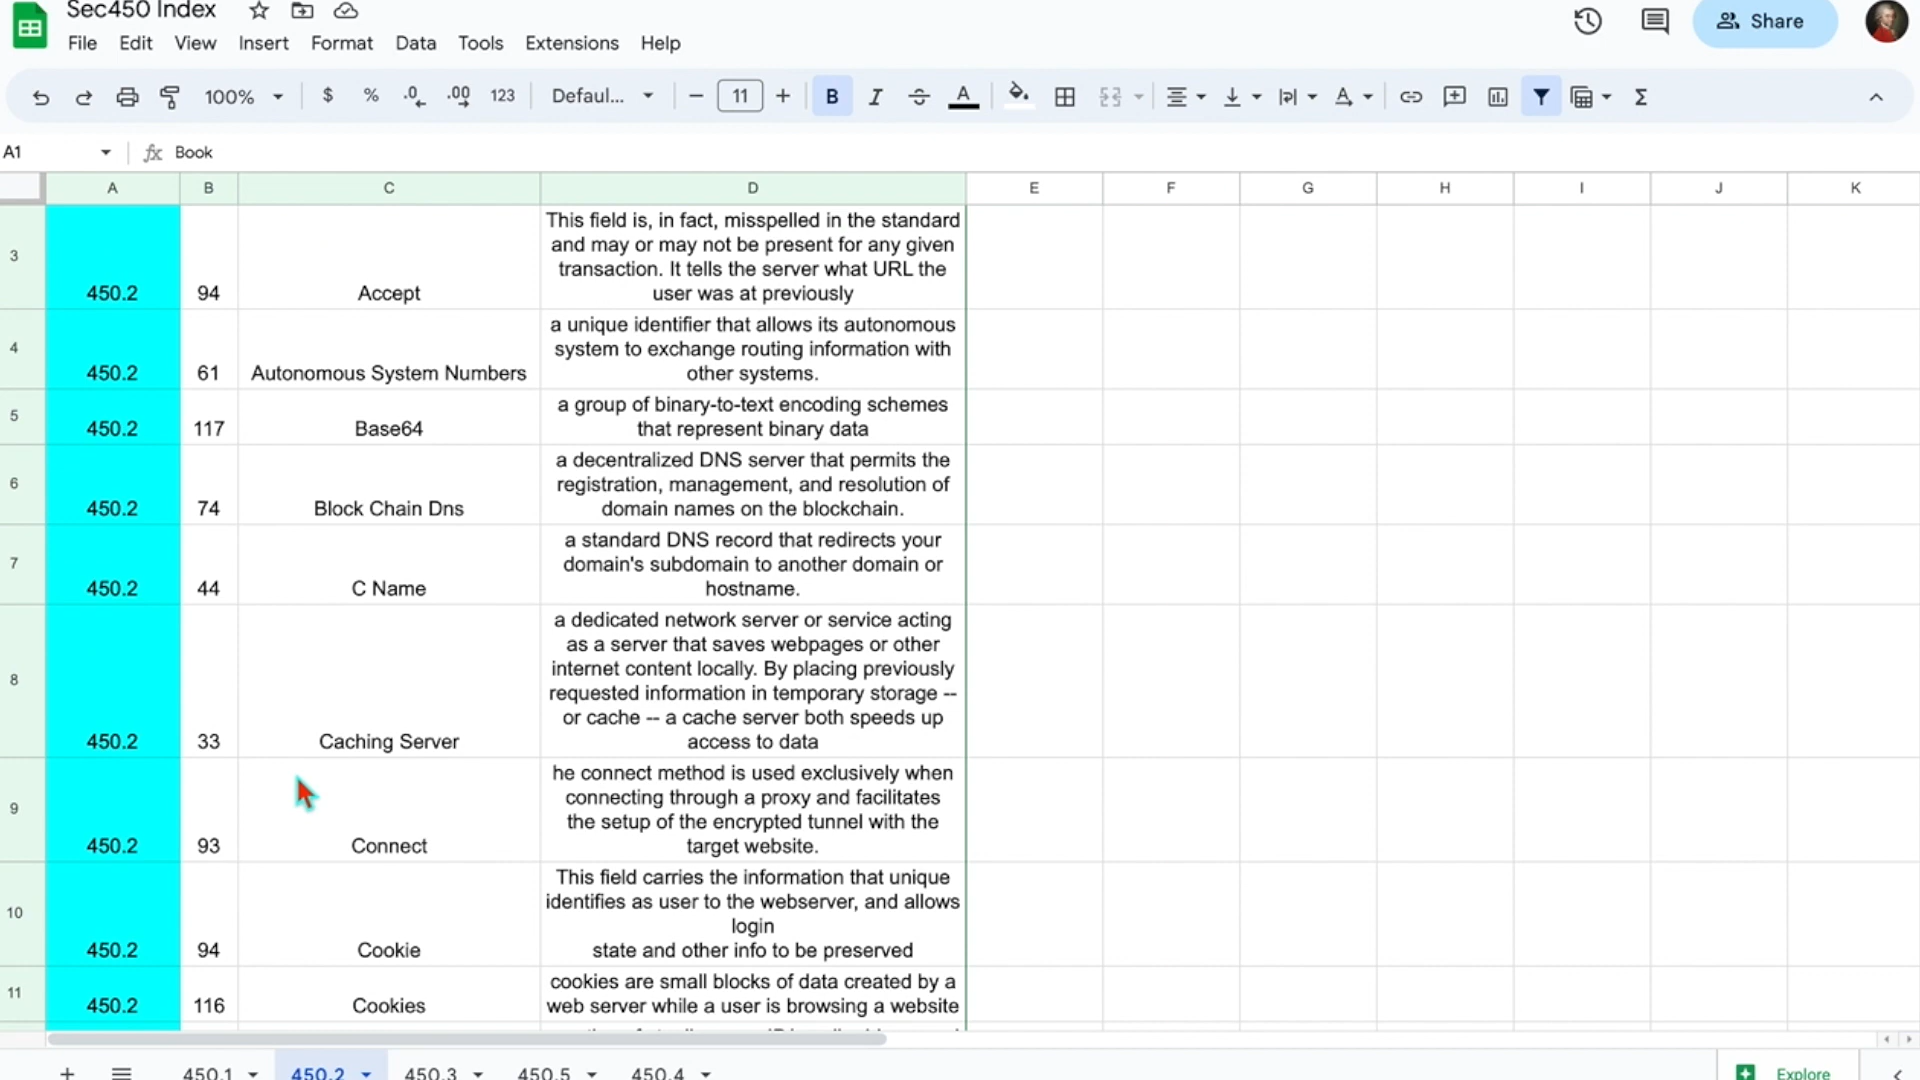 Sec450 Index
File Edit View Insert Format Data Tools Extensions Help
Share
100% $ % .0 .00 123 Defaul... 11 B I A Σ
A1 fx Book
A B C D E F G H I J K
3 450.2 94 Accept
This field is, in fact, misspelled in the standard
and may or may not be present for any given
transaction. It tells the server what URL the
user was at previously
4 450.2 61 Autonomous System Numbers
a unique identifier that allows its autonomous
system to exchange routing information with
other systems.
5 450.2 117 Base64
a group of binary-to-text encoding schemes
that represent binary data
6 450.2 74 Block Chain Dns
a decentralized DNS server that permits the
registration, management, and resolution of
domain names on the blockchain.
7 450.2 44 C Name
a standard DNS record that redirects your
domain's subdomain to another domain or
hostname.
8 450.2 33 Caching Server
a dedicated network server or service acting
as a server that saves webpages or other
internet content locally. By placing previously
requested information in temporary storage --
or cache -- a cache server both speeds up
access to data
9 450.2 93 Connect
he connect method is used exclusively when
connecting through a proxy and facilitates
the setup of the encrypted tunnel with the
target website.
10 450.2 94 Cookie
This field carries the information that unique
identifies as user to the webserver, and allows
login
state and other info to be preserved
11 450.2 116 Cookies
cookies are small blocks of data created by a
web server while a user is browsing a website
450.1 450.2 450.3 450.5 450.4 Explore